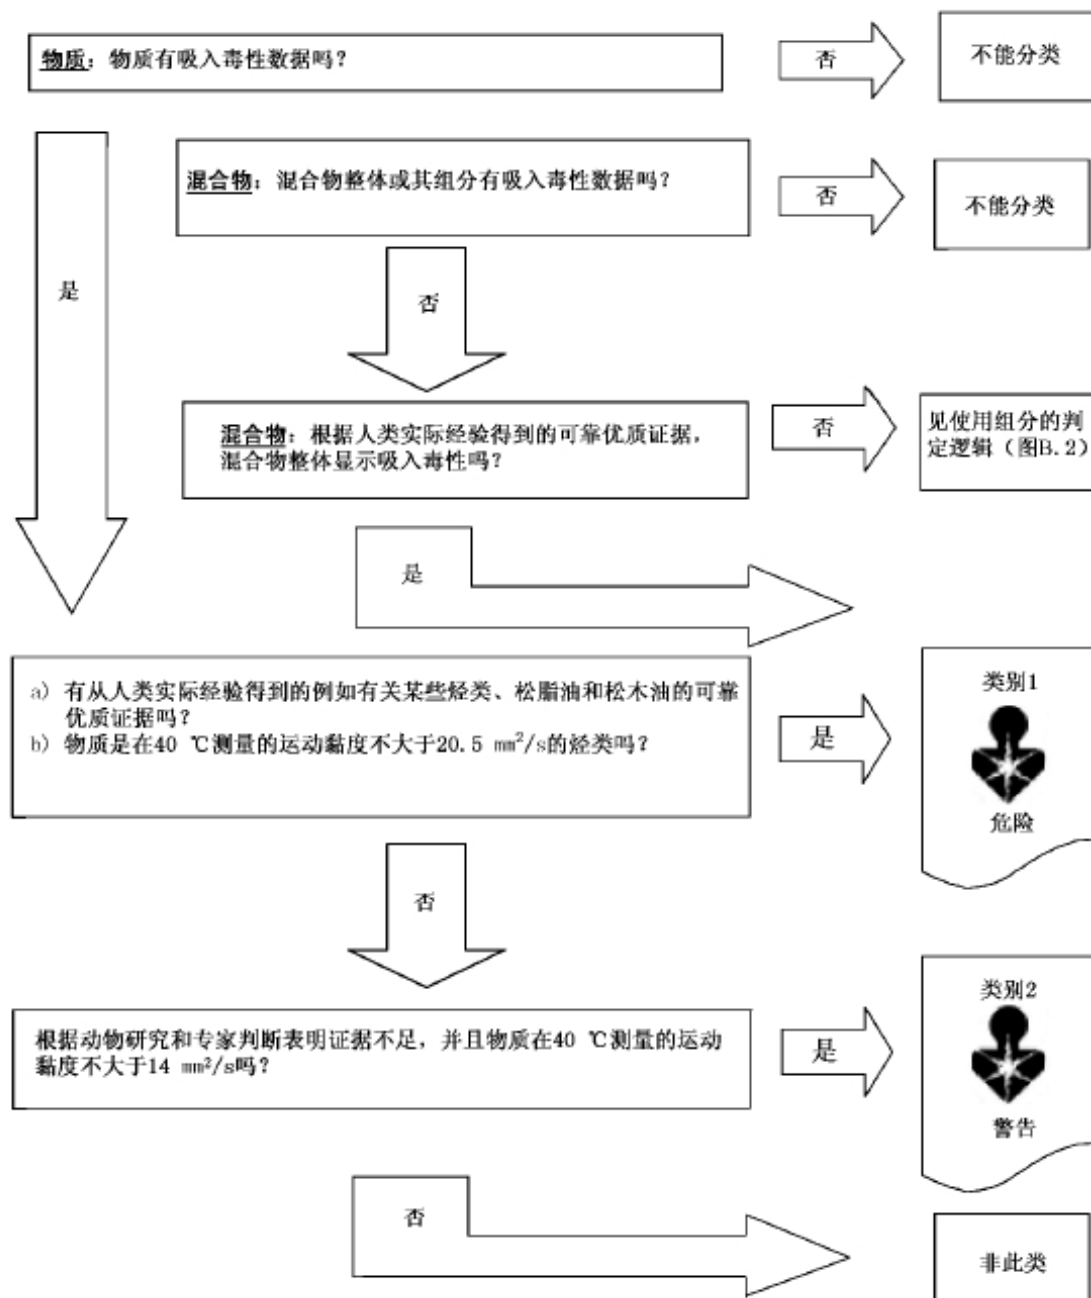 物质：物质有吸入毒性数据吗？
否
不能分类
混合物：混合物整体或其组分有吸入毒性数据吗？
否
不能分类
是
否
混合物：根据人类实际经验得到的可靠优质证据，
混合物整体显示吸入毒性吗？
否
见使用组分的判
定逻辑（图B.2）
是
a) 有从人类实际经验得到的例如有关某些烃类、松脂油和松木油的可靠
优质证据吗？
b) 物质是在40 ℃测量的运动黏度不大于20.5 mm²/s的烃类吗？
是
类别1
危险
否
根据动物研究和专家判断表明证据不足，并且物质在40 ℃测量的运动
黏度不大于14 mm²/s吗？
是
类别2
警告
否
非此类